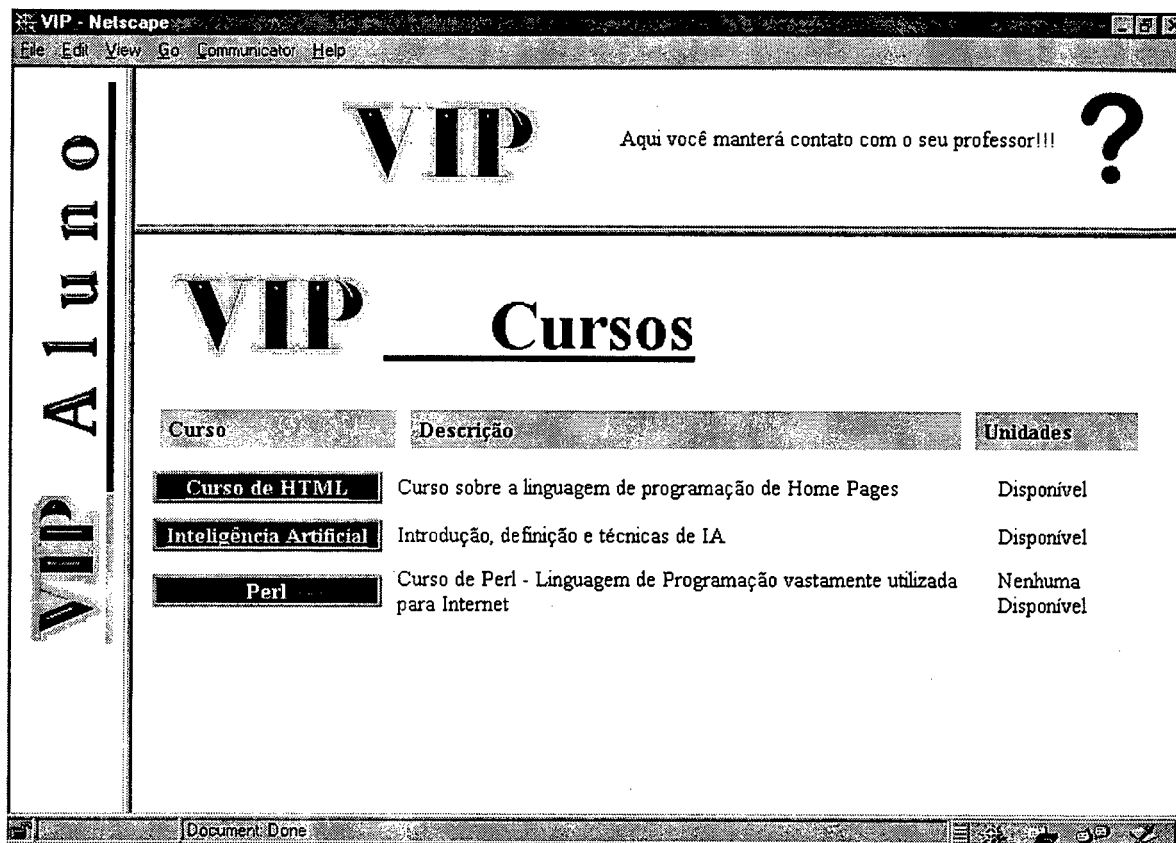 VIP - Netscape
File Edit View Go Communicator Help
VIP Aluno
VIP
Aqui você manterá contato com o seu professor!!!
?
VIP Cursos
Curso Descrição Unidades
Curso de HTML Curso sobre a linguagem de programação de Home Pages Disponível
Inteligência Artificial Introdução, definição e técnicas de IA Disponível
Perl Curso de Perl - Linguagem de Programação vastamente utilizada Nenhuma
para Internet Disponível
Document: Done